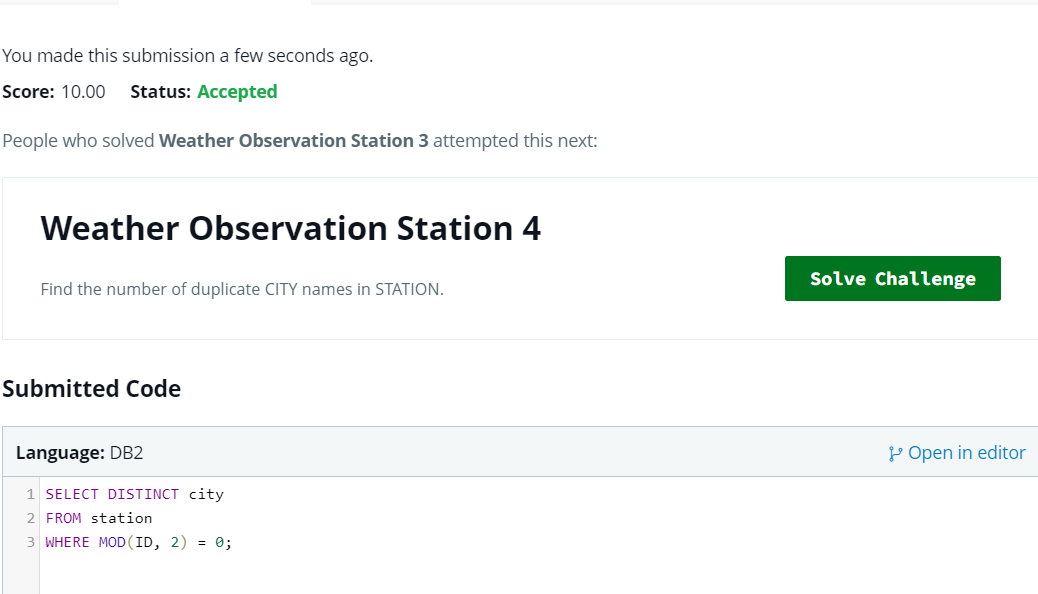 You made this submission a few seconds ago.
Score: 10.00 Status: Accepted
People who solved Weather Observation Station 3 attempted this next:
Weather Observation Station 4
Find the number of duplicate CITY names in STATION.
Solve Challenge
Submitted Code
Language: DB2
Open in editor
1 SELECT DISTINCT city
2 FROM station
3 WHERE MOD(ID, 2) = 0;